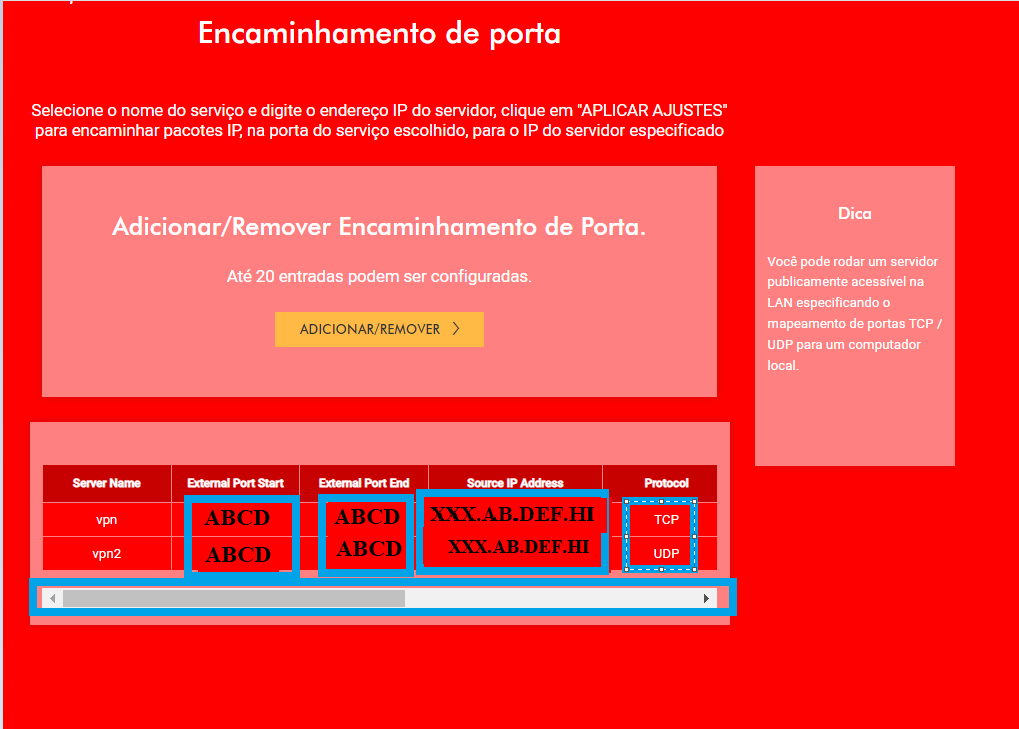 Encaminhamento de porta
Selecione o nome do serviço e digite o endereço IP do servidor, clique em "APLICAR AJUSTES"
para encaminhar pacotes IP, na porta do serviço escolhido, para o IP do servidor especificado
Adicionar/Remover Encaminhamento de Porta.
Até 20 entradas podem ser configuradas.
ADICIONAR/REMOVER
Dica
Você pode rodar um servidor
publicamente acessível na
LAN especificando o
mapeamento de portas TCP /
UDP para um computador
local.
Server Name External Port Start External Port End Source IP Address Protocol
vpn ABCD ABCD XXX.AB.DEF.HI TCP
vpn2 ABCD ABCD XXX.AB.DEF.HI UDP